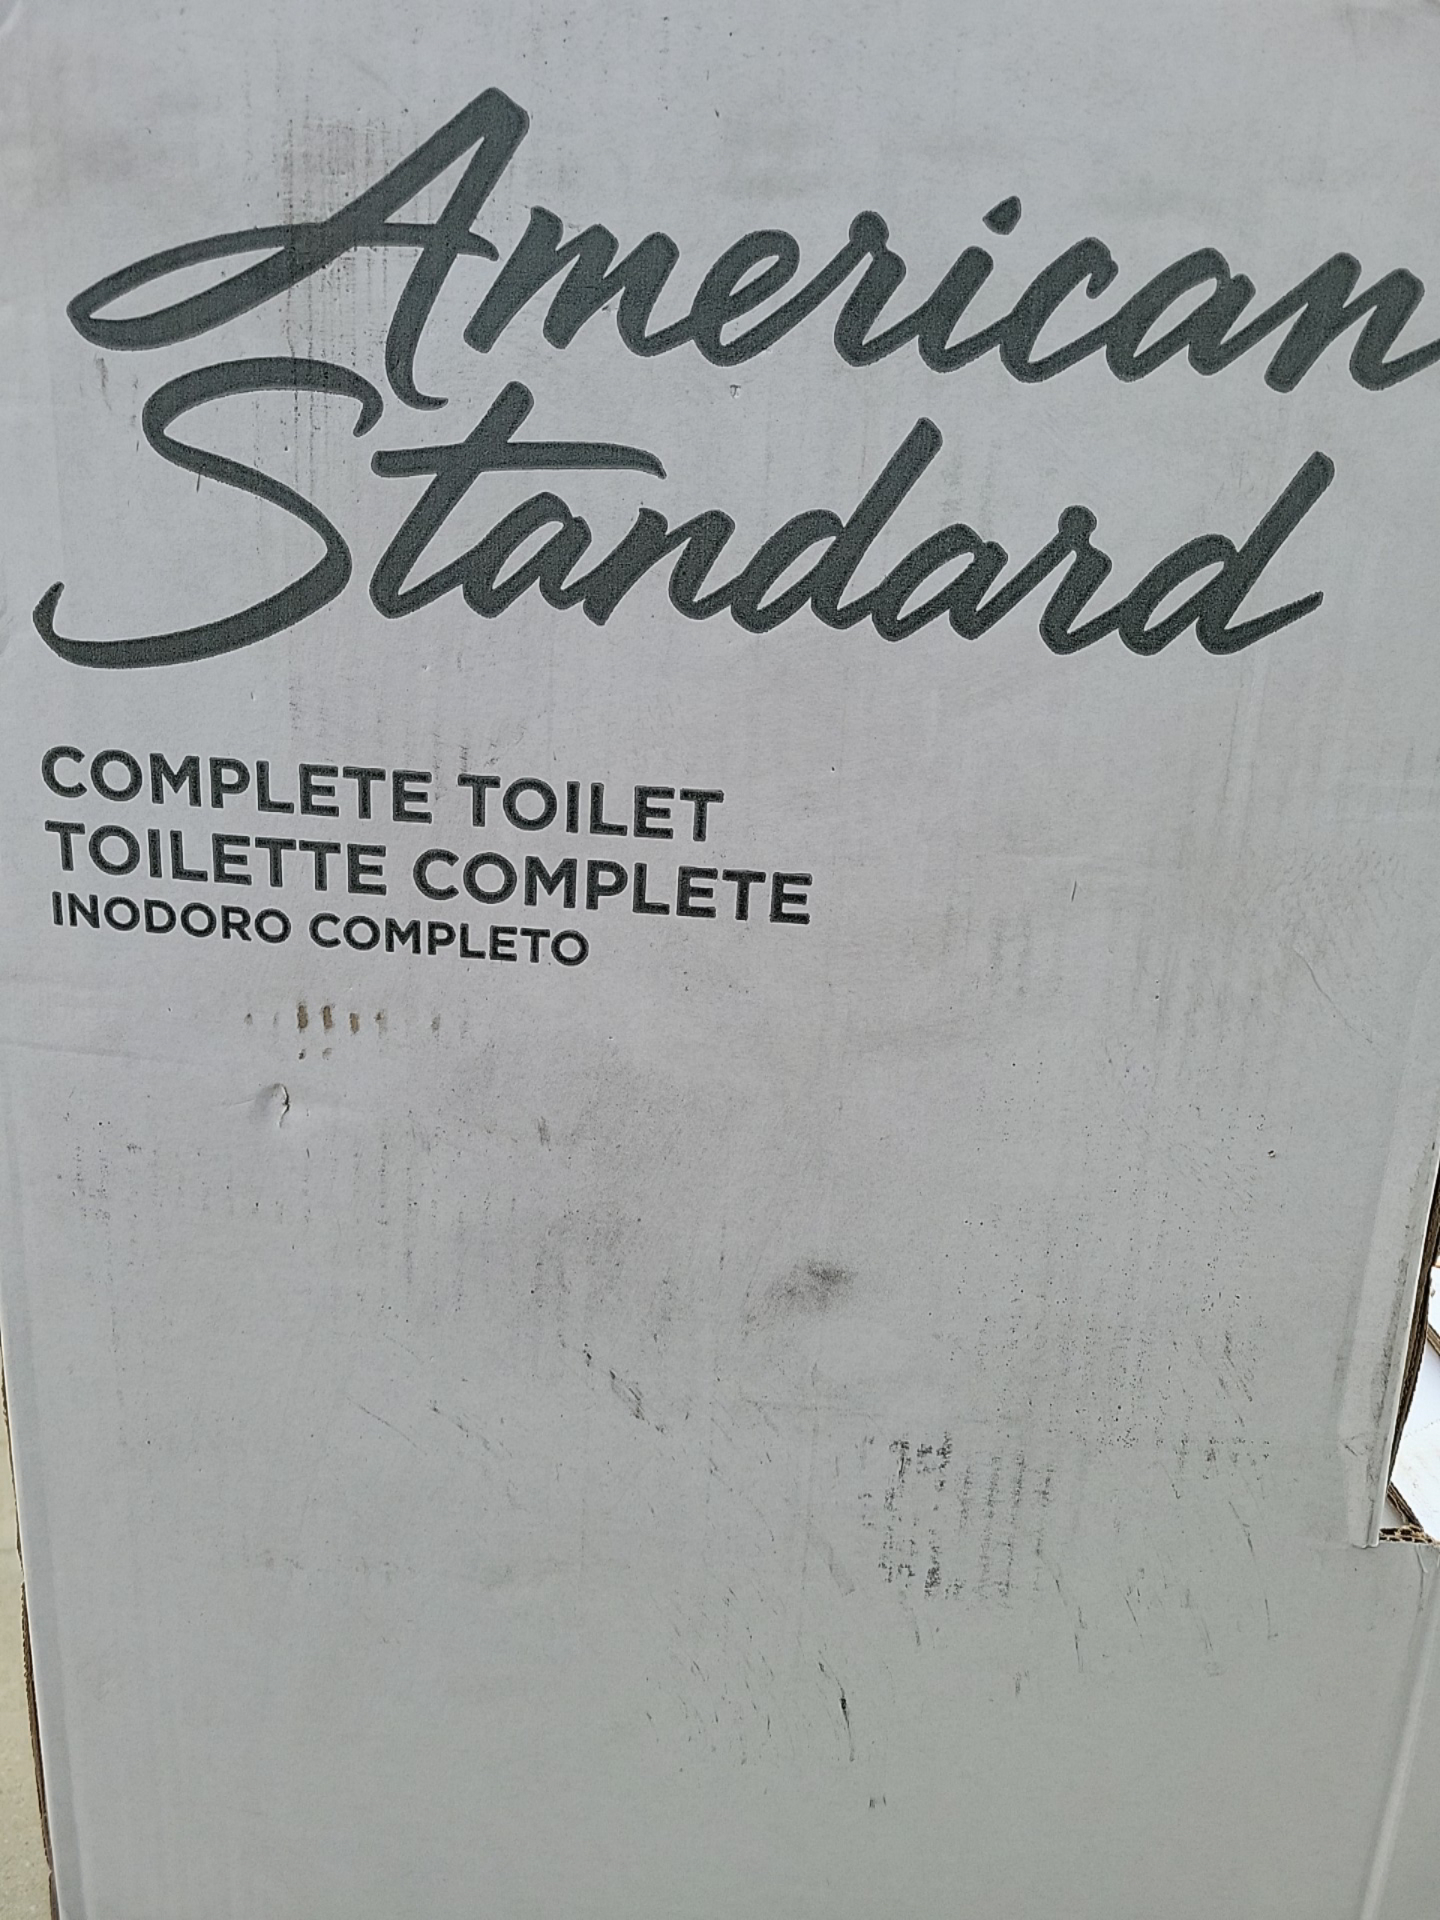 American
Standard
COMPLETE TOILET
TOILETTE COMPLETE
INODORO COMPLETO